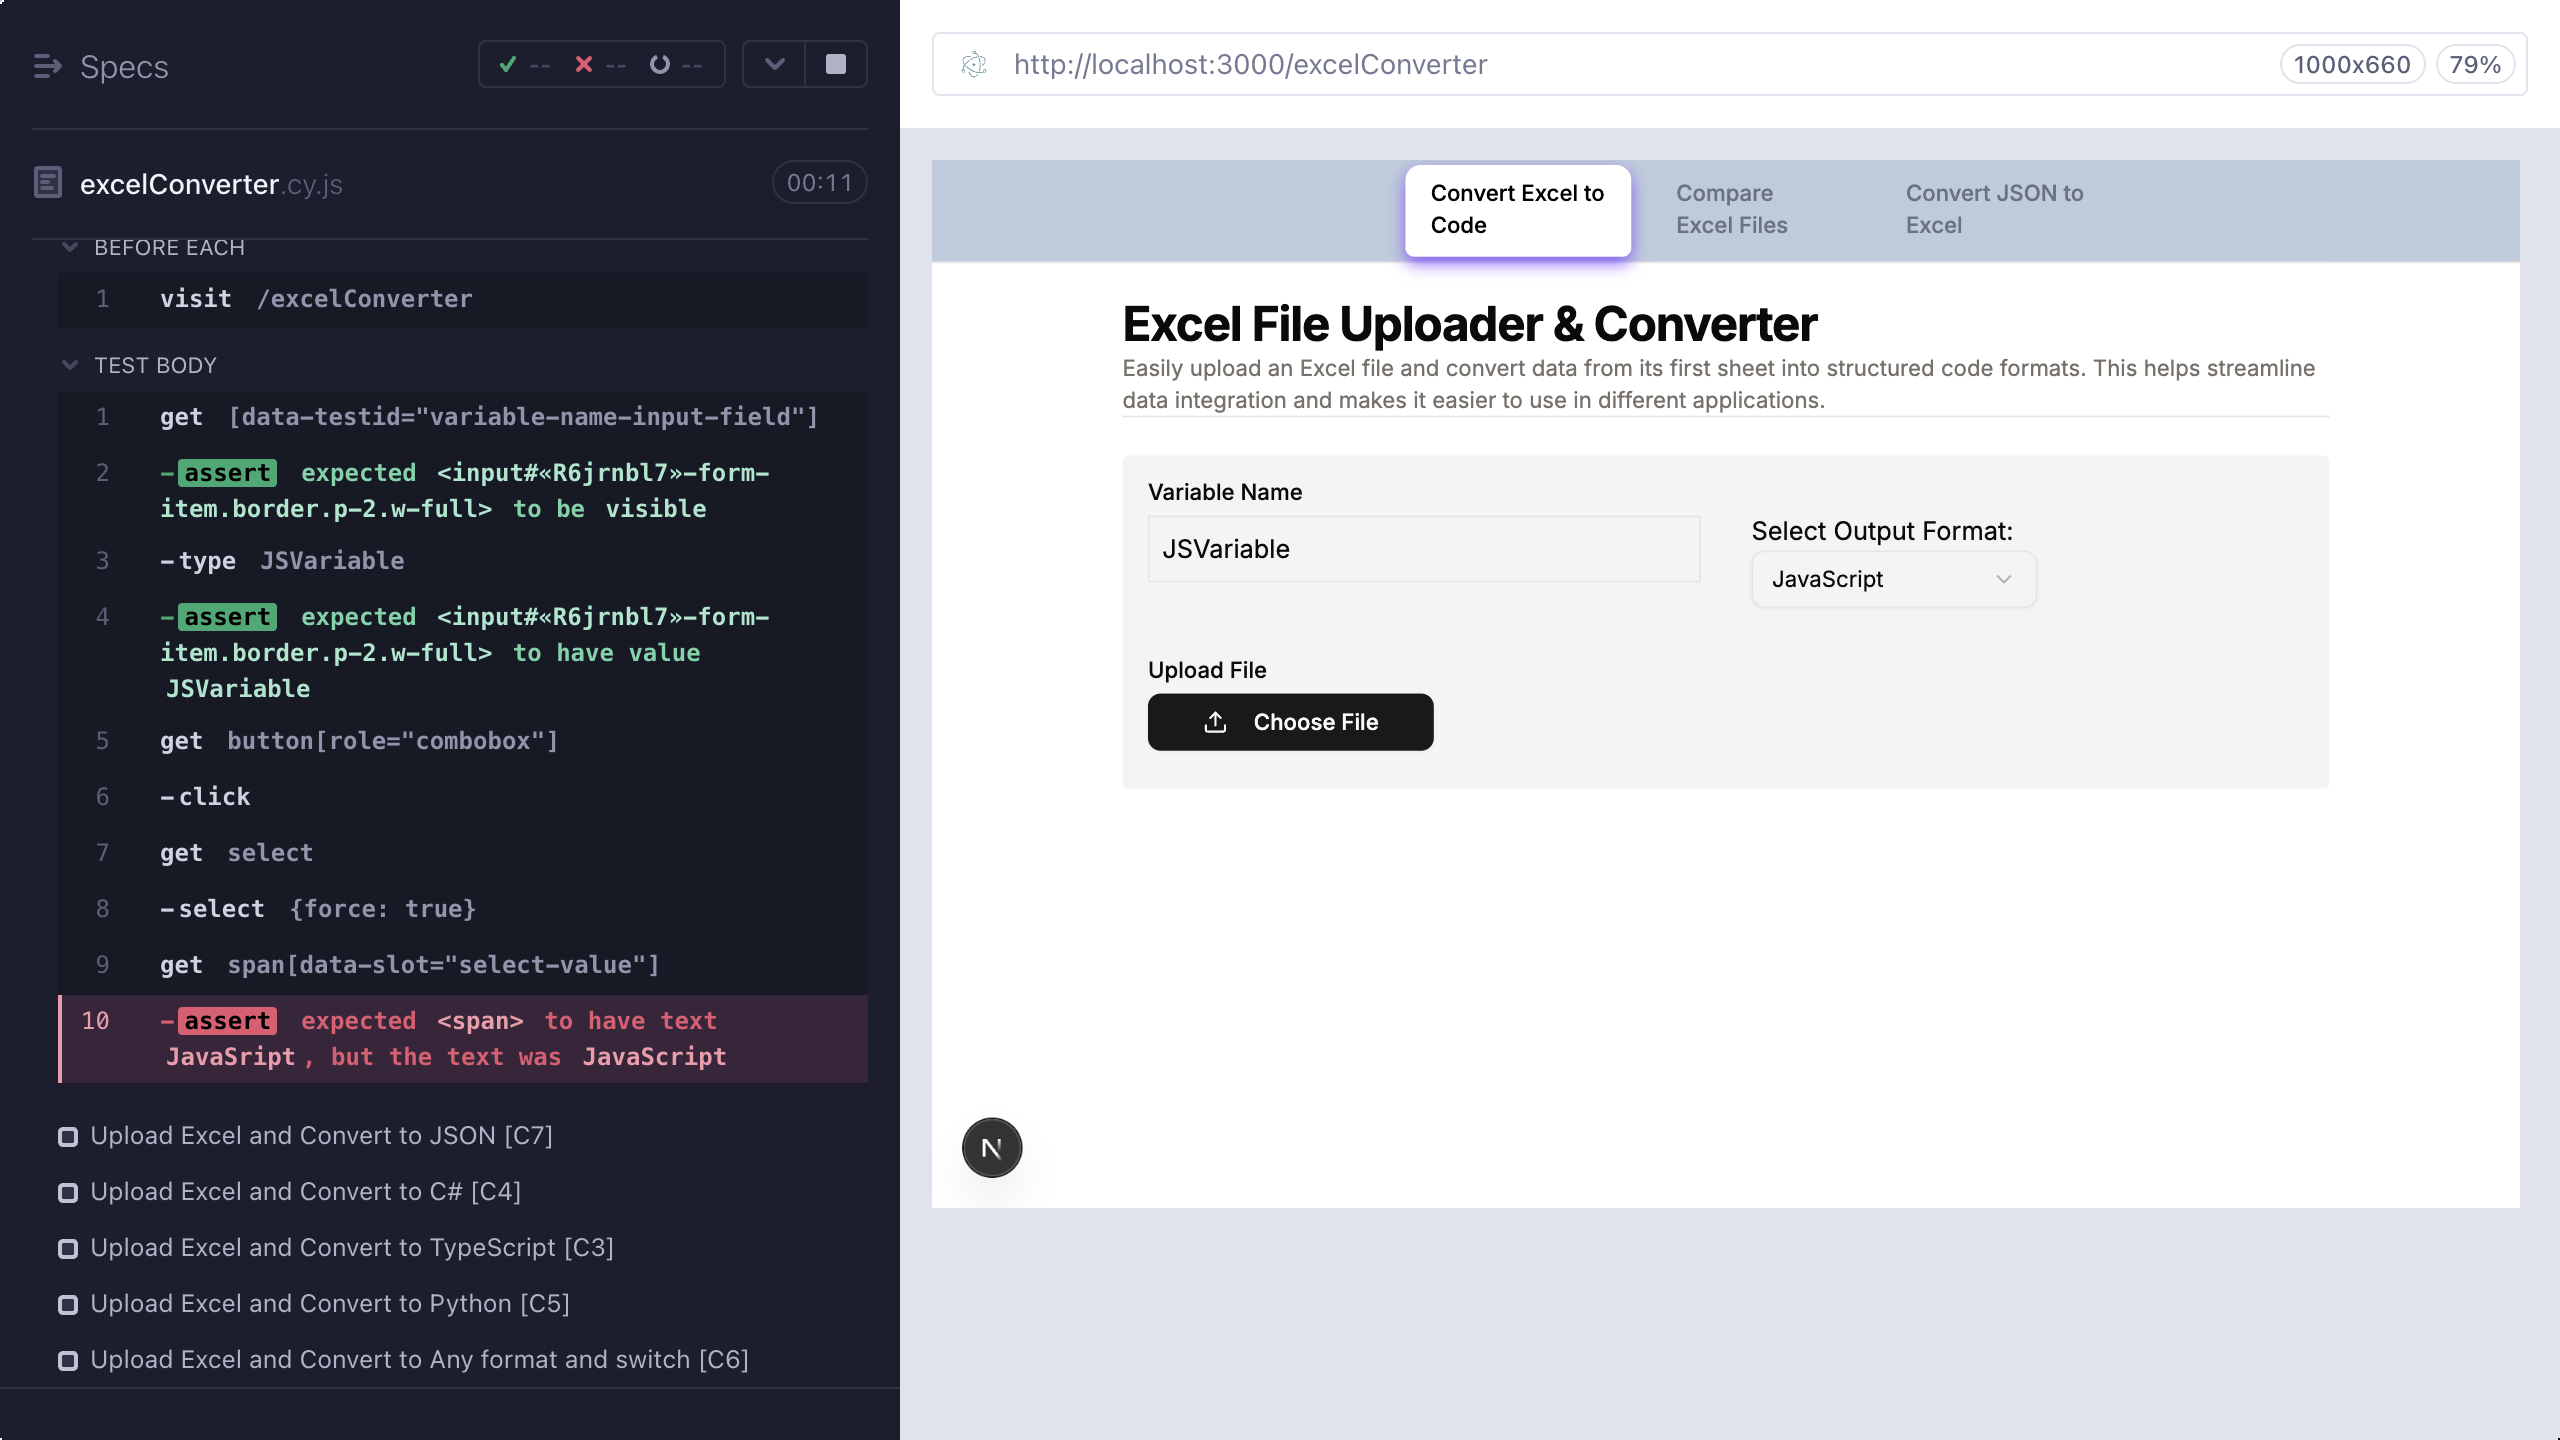 Specs
-- -- --
excelConverter.cy.js
00:11
BEFORE EACH
1 visit /excelConverter
TEST BODY
1 get [data-testid="variable-name-input-field"]
2 -assert expected <input#«R6jrnbl7»-form-
item.border.p-2.w-full> to be visible
3 -type JSVariable
4 -assert expected <input#«R6jrnbl7»-form-
item.border.p-2.w-full> to have value
JSVariable
5 get button[role="combobox"]
6 -click
7 get select
8 -select {force: true}
9 get span[data-slot="select-value"]
10 -assert expected <span> to have text
JavaSript, but the text was JavaScript
Upload Excel and Convert to JSON [C7]
Upload Excel and Convert to C# [C4]
Upload Excel and Convert to TypeScript [C3]
Upload Excel and Convert to Python [C5]
Upload Excel and Convert to Any format and switch [C6]
http://localhost:3000/excelConverter
1000x660
79%
Convert Excel to
Code
Compare
Excel Files
Convert JSON to
Excel
Excel File Uploader & Converter
Easily upload an Excel file and convert data from its first sheet into structured code formats. This helps streamline
data integration and makes it easier to use in different applications.
Variable Name
JSVariable
Select Output Format:
JavaScript
Upload File
Choose File
N